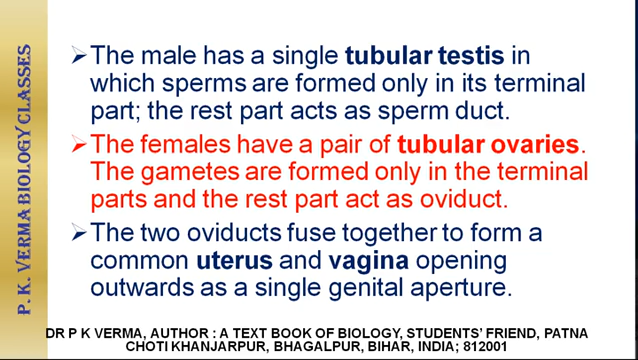 P. K. VERMA BIOLOGY CLASSES
The male has a single tubular testis in
which sperms are formed only in its terminal
part; the rest part acts as sperm duct.
The females have a pair of tubular ovaries.
The gametes are formed only in the terminal
parts and the rest part act as oviduct.
The two oviducts fuse together to form a
common uterus and vagina opening
outwards as a single genital aperture.
DR P K VERMA, AUTHOR : A TEXT BOOK OF BIOLOGY, STUDENTS' FRIEND, PATNA
CHOTI KHANJARPUR, BHAGALPUR, BIHAR, INDIA; 812001